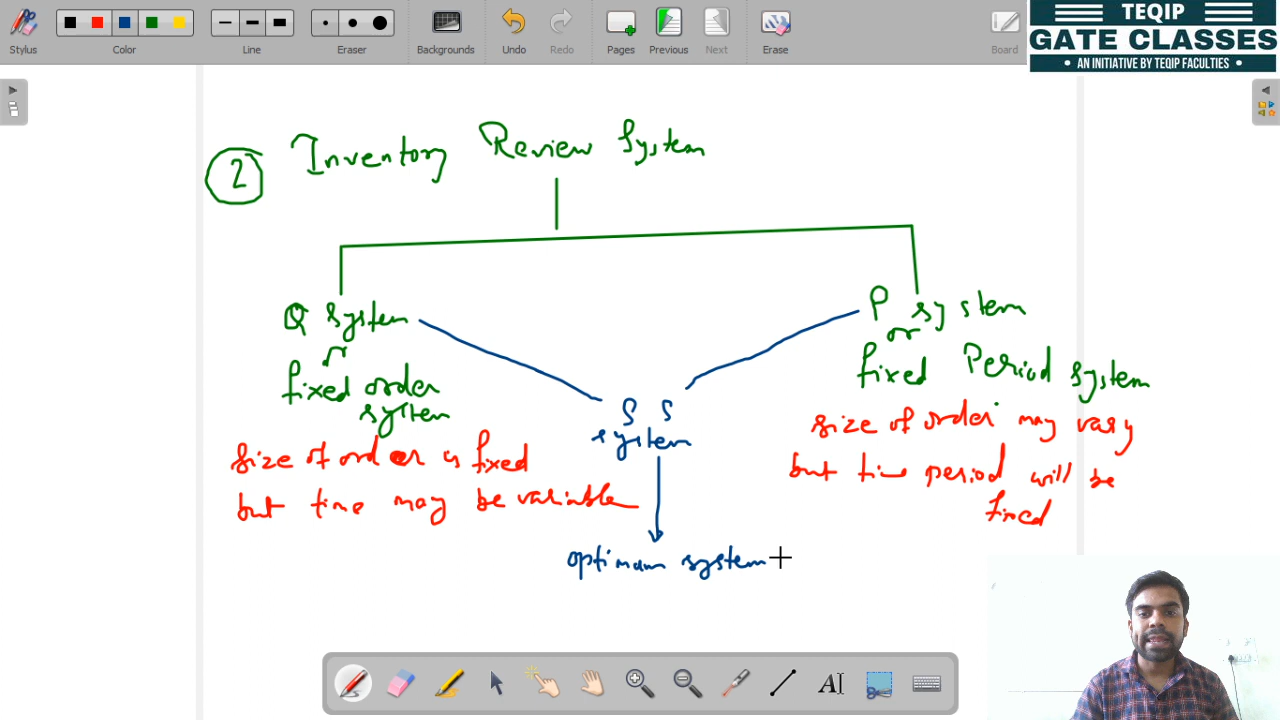 Stylus
Color
Line
Eraser
Backgrounds
Undo
Redo
Pages
Previous
Next
Erase
Board
TEQIP
GATE CLASSES
• AN INITIATIVE BY TEQIP FACULTIES •
2 Inventory Review System
Q system
or
fixed order
system
P system
or
fixed Period system
S S
system
size of order is fixed
but time may be variable
size of order may vary
but time period will be
fixed
optimum system
AI